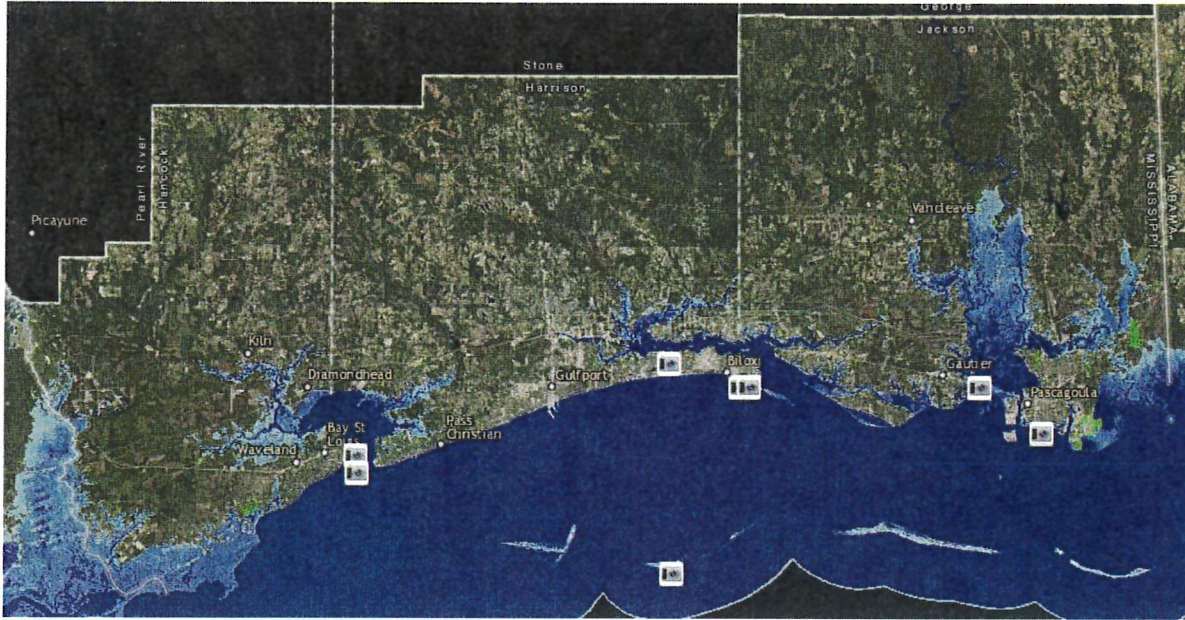 George
Jackson
Stone
Harrison
Pearl River
Hancock
MISSISSIPPI
ALABAMA
Picayune
Vancleave
Kiln
Diamondhead
Gulfport
Biloxi
Gautier
Pascagoula
Pass
Christian
Bay St
Louis
Waveland